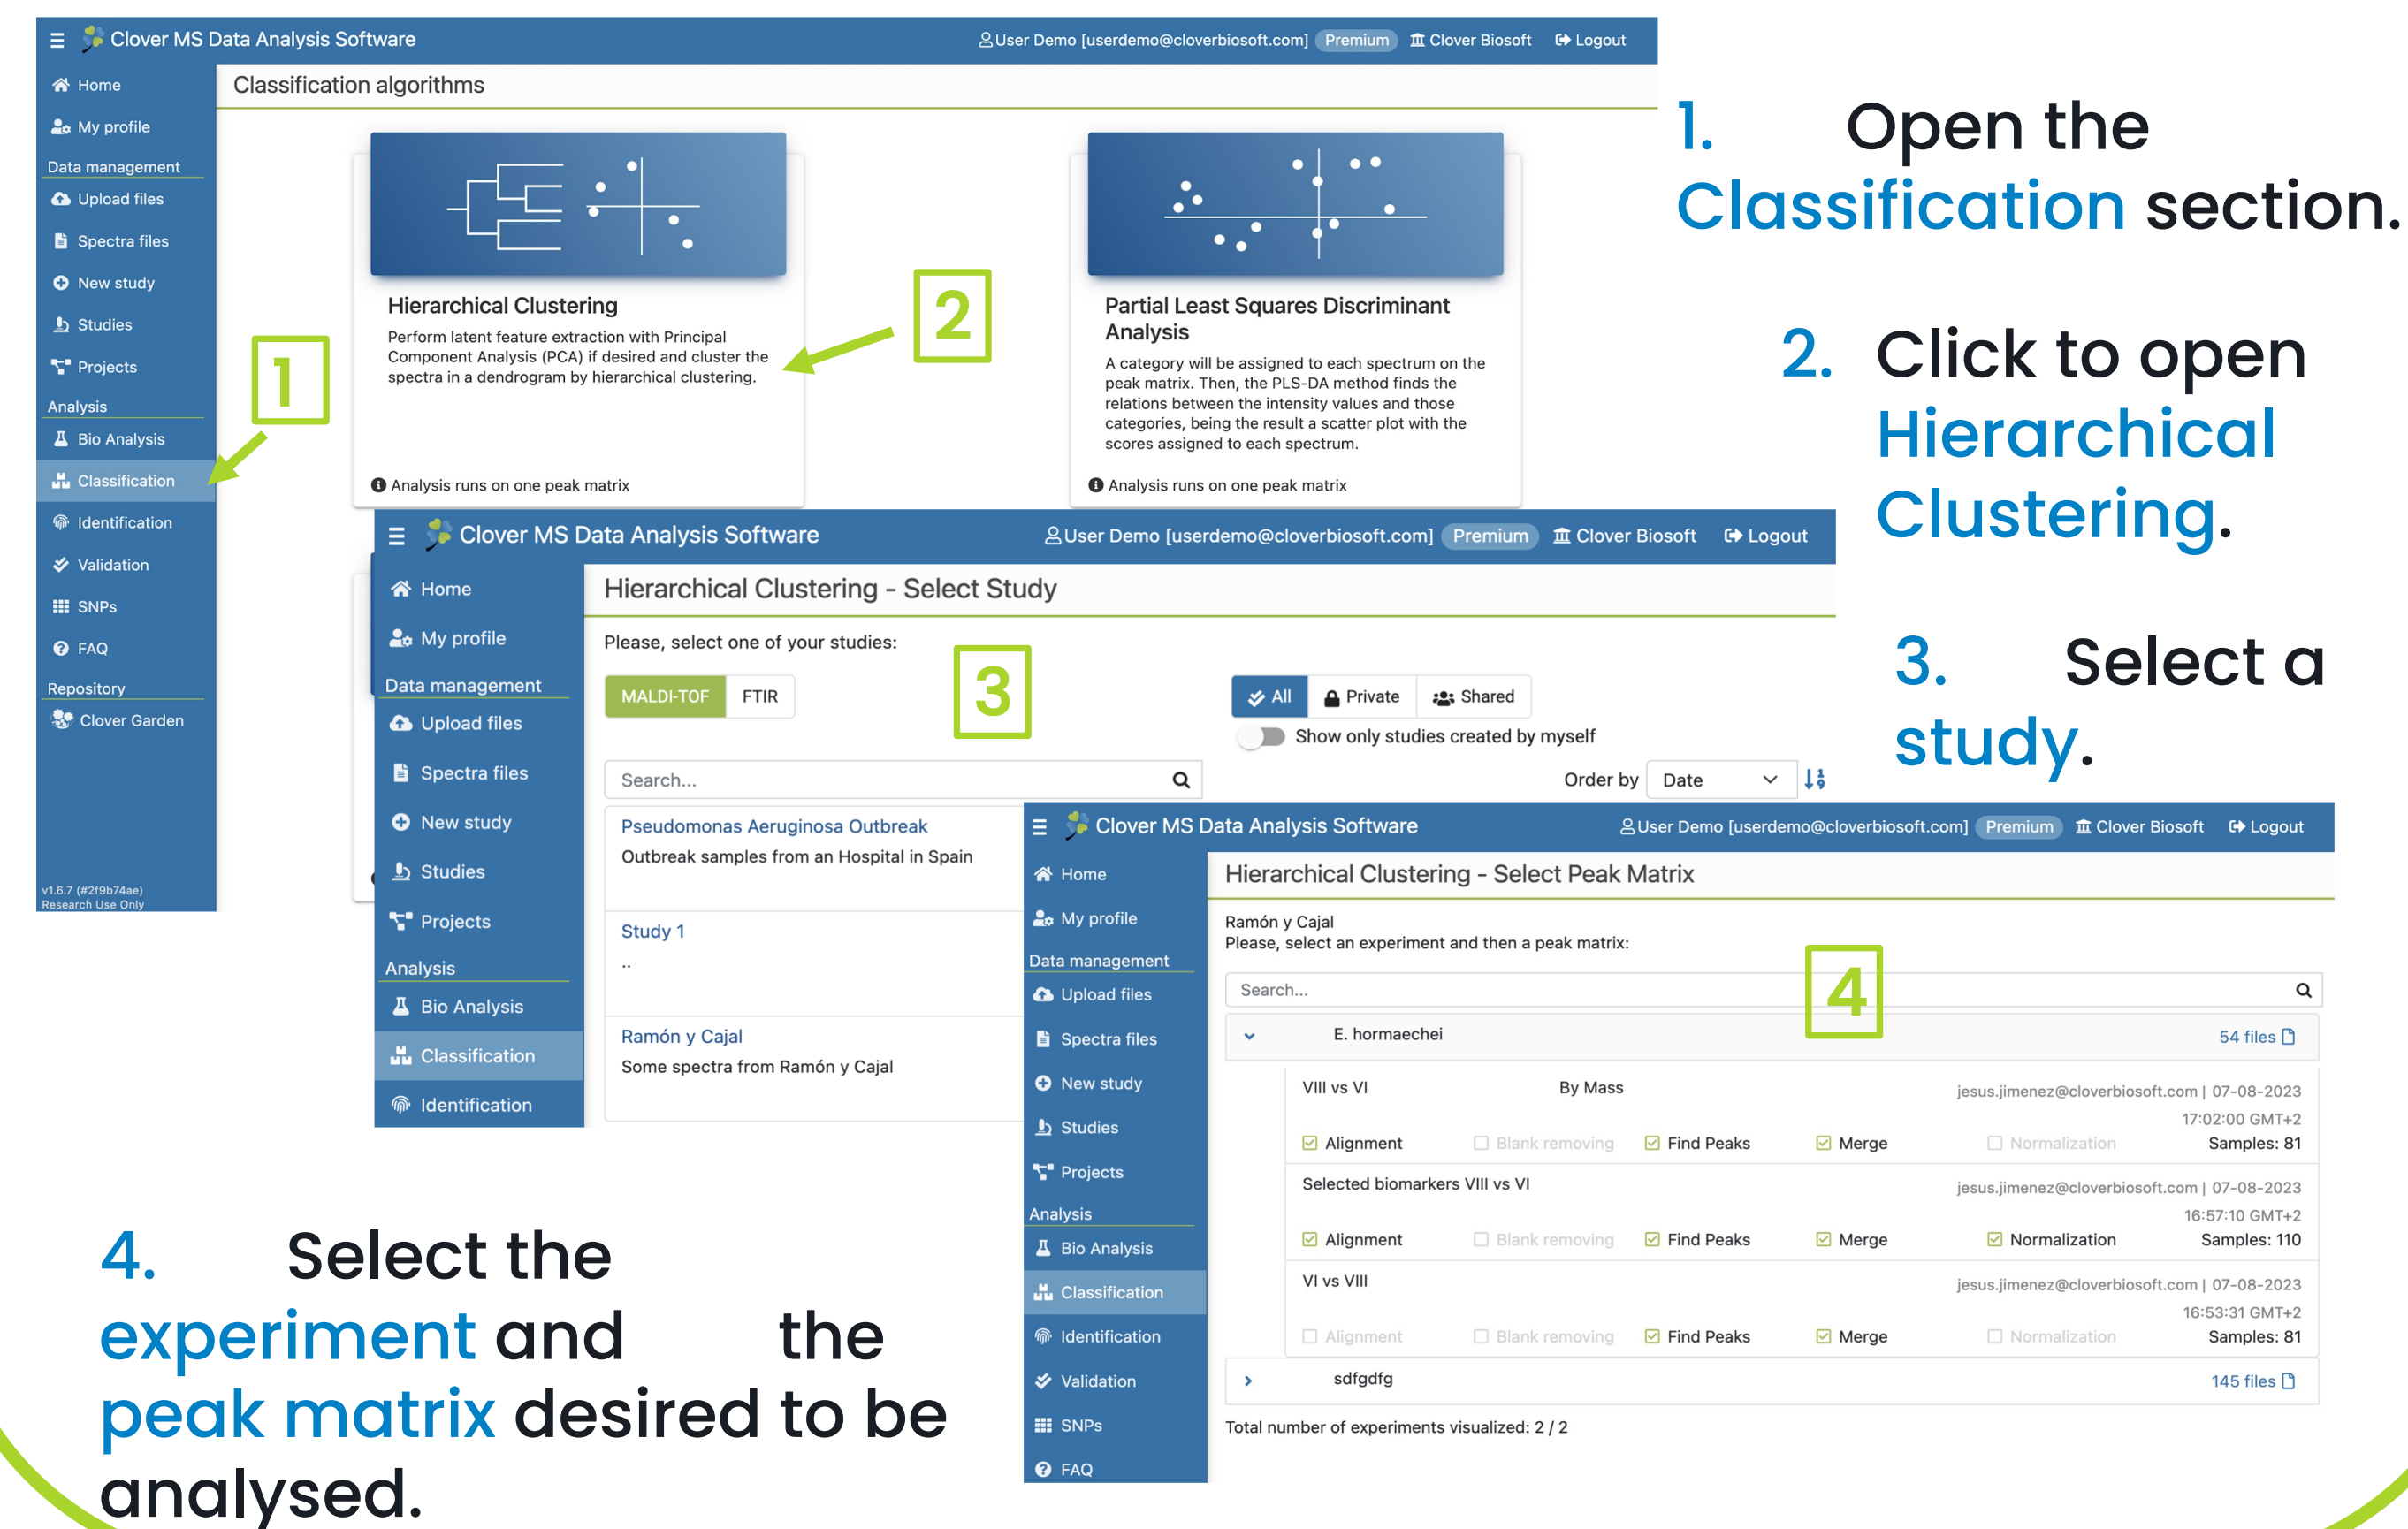 Clover MS Data Analysis Software
User Demo [userdemo@cloverbiosoft.com] Premium Clover Biosoft Logout
Home
My profile
Data management
Upload files
Spectra files
New study
Studies
Projects
Analysis
Bio Analysis
Classification
Identification
Validation
SNPs
FAQ
Repository
Clover Garden
v1.6.7 (#2f9b74ae)
Research Use Only
Classification algorithms
Hierarchical Clustering
Perform latent feature extraction with Principal
Component Analysis (PCA) if desired and cluster the
spectra in a dendrogram by hierarchical clustering.
Analysis runs on one peak matrix
Partial Least Squares Discriminant
Analysis
A category will be assigned to each spectrum on the
peak matrix. Then, the PLS-DA method finds the
relations between the intensity values and those
categories, being the result a scatter plot with the
scores assigned to each spectrum.
Analysis runs on one peak matrix
1
2
1. Open the
Classification section.
2. Click to open
Hierarchical
Clustering.
3. Select a
study.
Clover MS Data Analysis Software
User Demo [userdemo@cloverbiosoft.com] Premium Clover Biosoft Logout
Home
My profile
Data management
Upload files
Spectra files
New study
Studies
Projects
Analysis
Bio Analysis
Classification
Identification
Hierarchical Clustering - Select Study
Please, select one of your studies:
MALDI-TOF FTIR
3
All Private Shared
Show only studies created by myself
Search...
Order by Date
Pseudomonas Aeruginosa Outbreak
Outbreak samples from an Hospital in Spain
Study 1
..
Ramón y Cajal
Some spectra from Ramón y Cajal
Clover MS Data Analysis Software
User Demo [userdemo@cloverbiosoft.com] Premium Clover Biosoft Logout
Home
My profile
Data management
Upload files
Spectra files
New study
Studies
Projects
Analysis
Bio Analysis
Classification
Identification
Validation
SNPs
FAQ
Hierarchical Clustering - Select Peak Matrix
Ramón y Cajal
Please, select an experiment and then a peak matrix:
4
Search...
E. hormaechei 54 files
VIII vs VI By Mass jesus.jimenez@cloverbiosoft.com | 07-08-2023
17:02:00 GMT+2
Alignment Blank removing Find Peaks Merge Normalization Samples: 81
Selected biomarkers VIII vs VI jesus.jimenez@cloverbiosoft.com | 07-08-2023
16:57:10 GMT+2
Alignment Blank removing Find Peaks Merge Normalization Samples: 110
VI vs VIII jesus.jimenez@cloverbiosoft.com | 07-08-2023
16:53:31 GMT+2
Alignment Blank removing Find Peaks Merge Normalization Samples: 81
sdfgdfg 145 files
Total number of experiments visualized: 2 / 2
4. Select the
experiment and the
peak matrix desired to be
analysed.